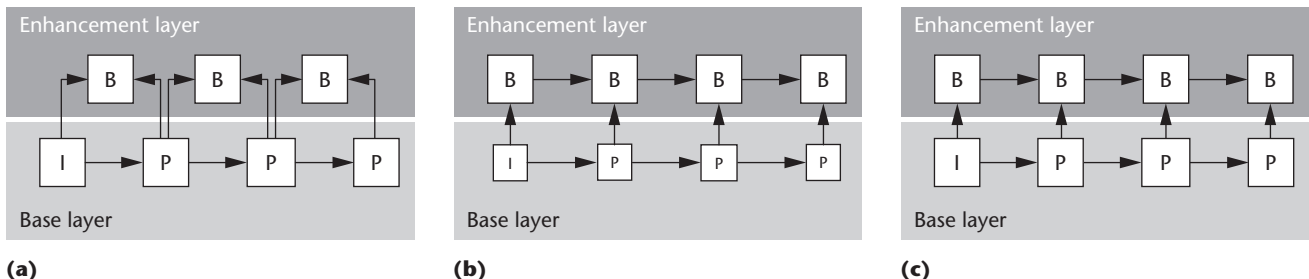 Enhancement layer
B B B
I P P P
Base layer
(a)
Enhancement layer
B B B B
I P P P
Base layer
(b)
Enhancement layer
B B B B
I P P P
Base layer
(c)